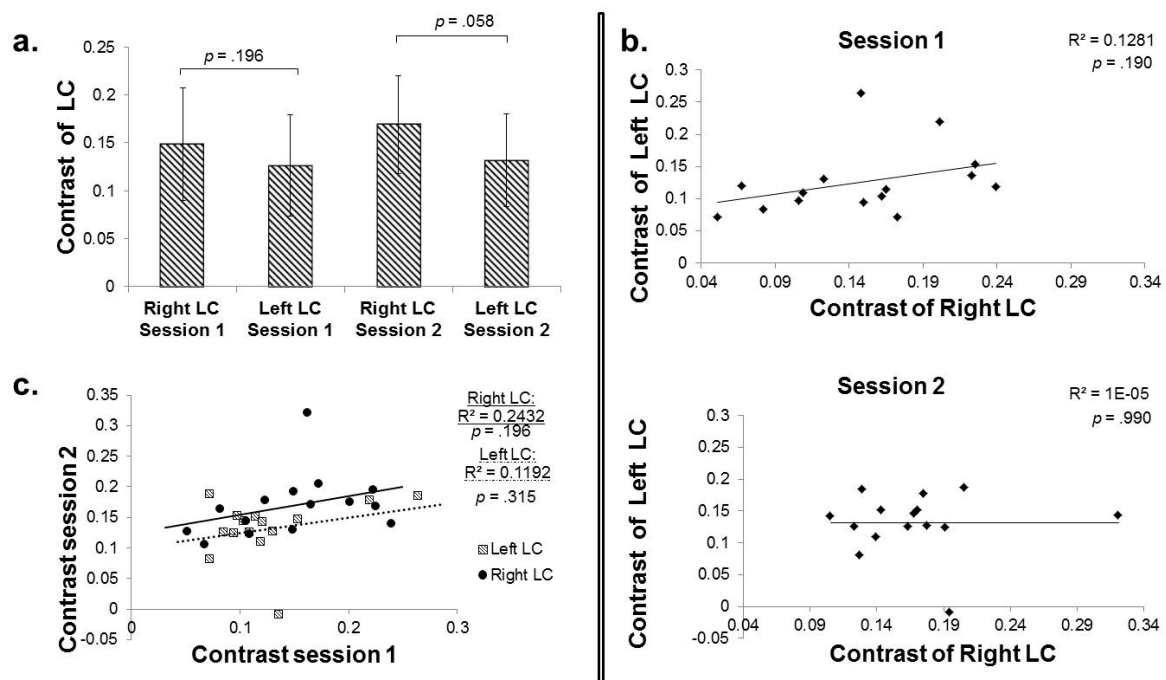 a.
p = .058
p = .196
0.25
0.2
0.15
0.1
0.05
0
Contrast of LC
Right LC Session 1
Left LC Session 1
Right LC Session 2
Left LC Session 2
b.
Session 1
R² = 0.1281
p = .190
0.3
0.25
0.2
0.15
0.1
0.05
0
Contrast of Left LC
0.04 0.09 0.14 0.19 0.24 0.29 0.34
Contrast of Right LC
Session 2
R² = 1E-05
p = .990
0.3
0.25
0.2
0.15
0.1
0.05
0
-0.05
Contrast of Left LC
0.04 0.09 0.14 0.19 0.24 0.29 0.34
Contrast of Right LC
c.
0.35
0.3
0.25
0.2
0.15
0.1
0.05
0
-0.05
Contrast session 2
Right LC:
R² = 0.2432
p = .196
Left LC:
R² = 0.1192
p = .315
Left LC
Right LC
0 0.1 0.2 0.3
Contrast session 1